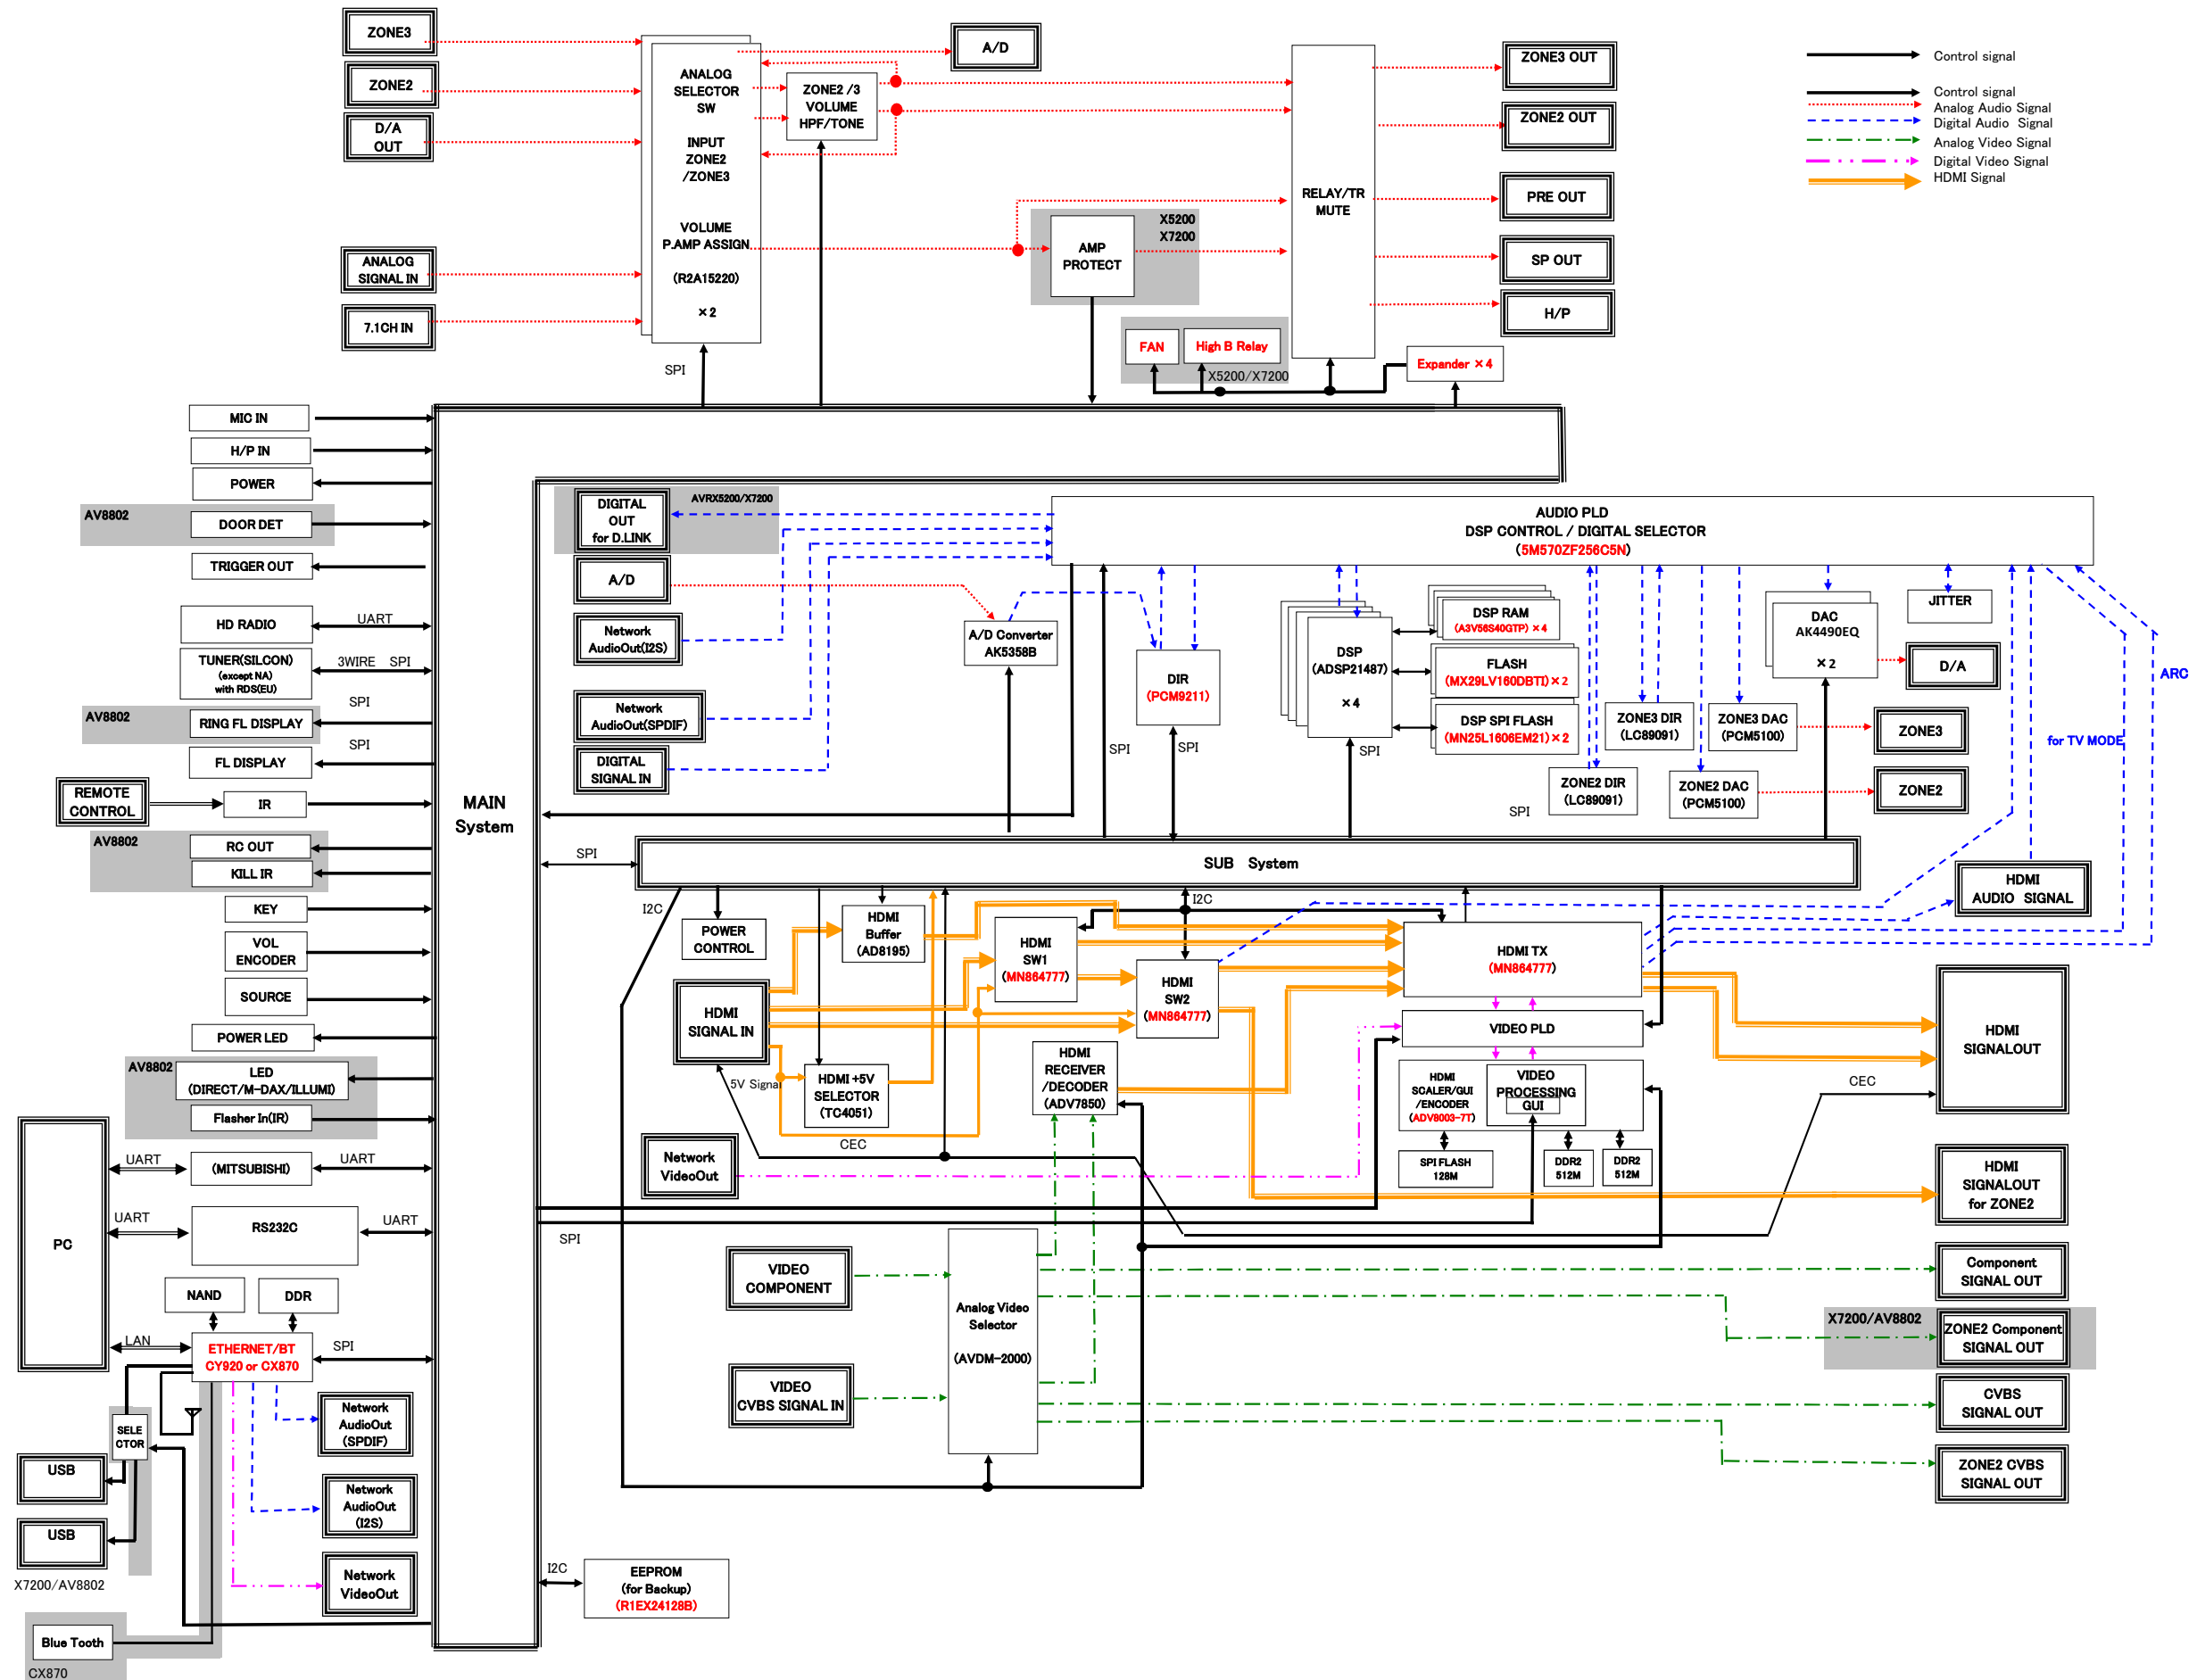 ZONE3
ZONE2
D/A
OUT
ANALOG
SIGNAL IN
7.1CH IN
ANALOG
SELECTOR
SW
INPUT
ZONE2
/ZONE3
VOLUME
P.AMP ASSIGN
(R2A15220)
×2
ZONE2 /3
VOLUME
HPF/TONE
A/D
X5200
X7200
AMP
PROTECT
RELAY/TR
MUTE
ZONE3 OUT
ZONE2 OUT
PRE OUT
SP OUT
H/P
Control signal
Control signal
Analog Audio Signal
Digital Audio Signal
Analog Video Signal
Digital Video Signal
HDMI Signal
FAN
High B Relay
X5200/X7200
Expander ×4
SPI
MIC IN
H/P IN
POWER
AV8802
DOOR DET
TRIGGER OUT
HD RADIO
UART
TUNER(SILCON)
(except NA)
with RDS(EU)
3WIRE SPI
SPI
AV8802
RING FL DISPLAY
SPI
FL DISPLAY
REMOTE
CONTROL
IR
AV8802
RC OUT
KILL IR
KEY
VOL
ENCODER
SOURCE
POWER LED
AV8802
LED
(DIRECT/M-DAX/ILLUMI)
Flasher In(IR)
PC
UART
(MITSUBISHI)
UART
UART
RS232C
UART
NAND
DDR
LAN
ETHERNET/BT
CY920 or CX870
SPI
SELE
CTOR
USB
USB
X7200/AV8802
Blue Tooth
CX870
Network
AudioOut
(SPDIF)
Network
AudioOut
(I2S)
Network
VideoOut
MAIN
System
DIGITAL
OUT
for D.LINK
AVRX5200/X7200
A/D
Network
AudioOut(I2S)
Network
AudioOut(SPDIF)
DIGITAL
SIGNAL IN
A/D Converter
AK5358B
AUDIO PLD
DSP CONTROL / DIGITAL SELECTOR
(5M570ZF256C5N)
DIR
(PCM9211)
SPI
SPI
DSP
(ADSP21487)
×4
SPI
DSP RAM
(A3V56S40GTP) ×4
FLASH
(MX29LV160DBTI)×2
DSP SPI FLASH
(MN25L1606EM21)×2
ZONE2 DIR
(LC89091)
SPI
ZONE3 DIR
(LC89091)
ZONE3 DAC
(PCM5100)
ZONE2 DAC
(PCM5100)
DAC
AK4490EQ
×2
JITTER
D/A
ZONE3
ZONE2
ARC
for TV MODE
SPI
SUB System
HDMI
AUDIO SIGNAL
I2C
POWER
CONTROL
HDMI
Buffer
(AD8195)
HDMI
SW1
(MN864777)
I2C
HDMI
SW2
(MN864777)
HDMI TX
(MN864777)
HDMI
SIGNAL IN
5V Signal
HDMI +5V
SELECTOR
(TC4051)
CEC
HDMI
RECEIVER
/DECODER
(ADV7850)
VIDEO PLD
HDMI
SCALER/GUI
/ENCODER
(ADV8003-7T)
VIDEO
PROCESSING
GUI
SPI FLASH
128M
DDR2
512M
DDR2
512M
Network
VideoOut
HDMI
SIGNALOUT
CEC
HDMI
SIGNALOUT
for ZONE2
SPI
VIDEO
COMPONENT
VIDEO
CVBS SIGNAL IN
Analog Video
Selector
(AVDM-2000)
Component
SIGNAL OUT
X7200/AV8802
ZONE2 Component
SIGNAL OUT
CVBS
SIGNAL OUT
ZONE2 CVBS
SIGNAL OUT
I2C
EEPROM
(for Backup)
(R1EX24128B)